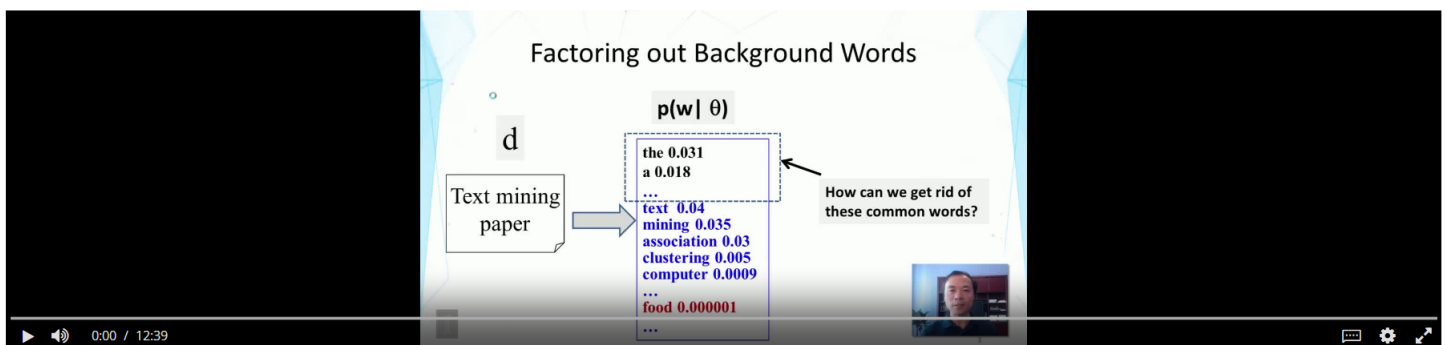 Factoring out Background Words
p(w| θ)
d
the 0.031
a 0.018
...
Text mining
paper
text 0.04
mining 0.035
association 0.03
clustering 0.005
computer 0.0009
...
food 0.000001
...
How can we get rid of
these common words?
0:00 / 12:39